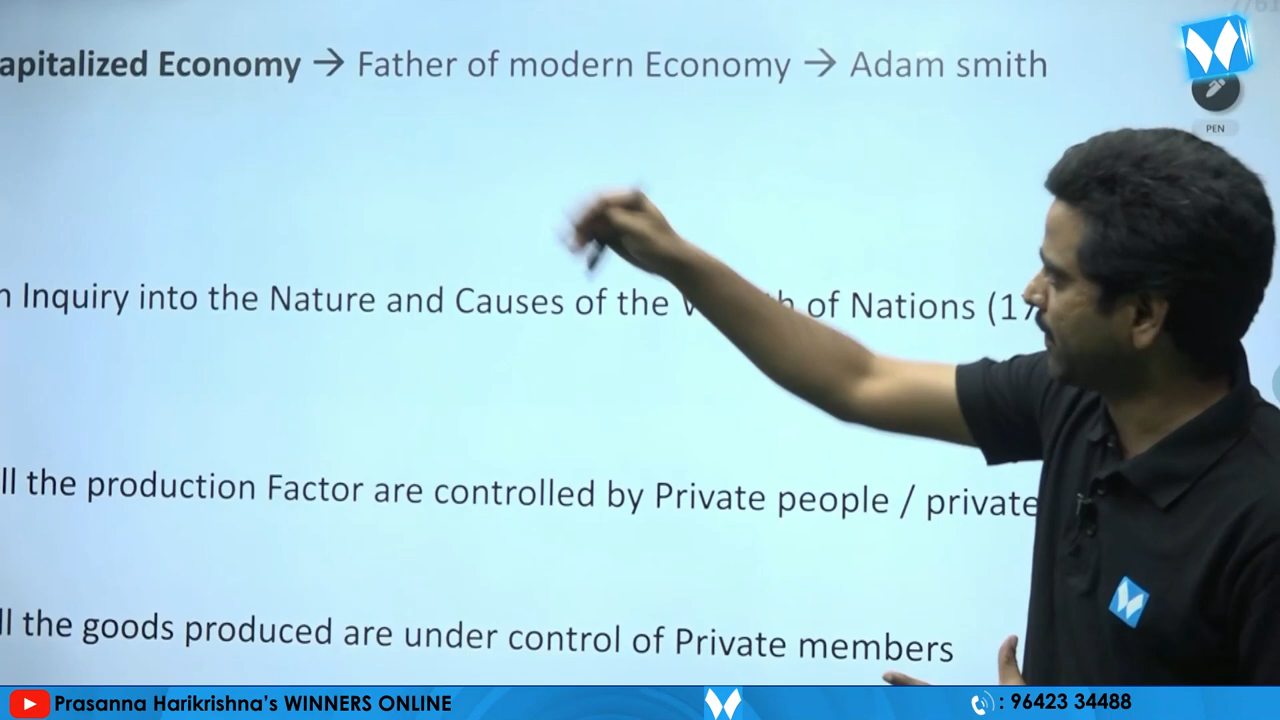 apitalized Economy → Father of modern Economy → Adam smith
PEN
n Inquiry into the Nature and Causes of the of Nations (17
ll the production Factor are controlled by Private people / private
ll the goods produced are under control of Private members
Prasanna Harikrishna's WINNERS ONLINE
: 96423 34488